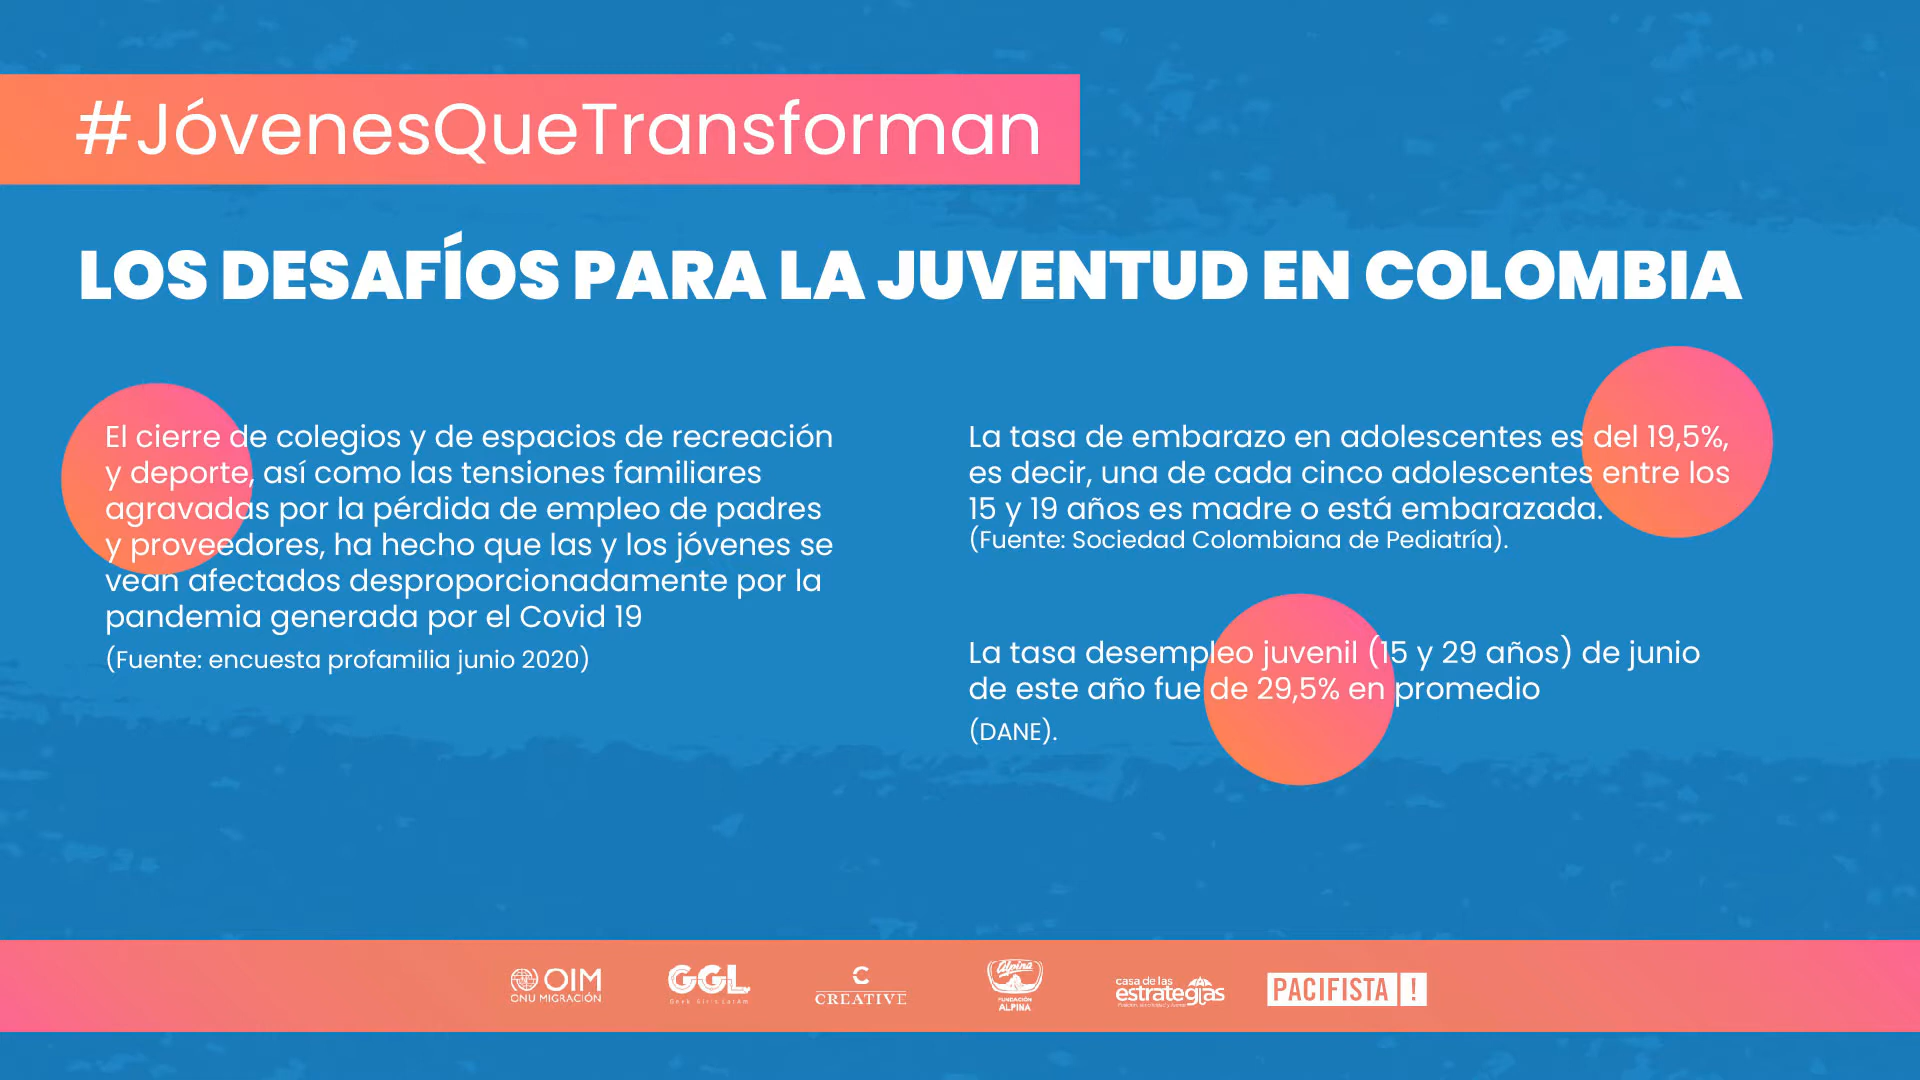 #JóvenesQueTransforman
LOS DESAFÍOS PARA LA JUVENTUD EN COLOMBIA
El cierre de colegios y de espacios de recreación
y deporte, así como las tensiones familiares
agravadas por la pérdida de empleo de padres
y proveedores, ha hecho que las y los jóvenes se
vean afectados desproporcionadamente por la
pandemia generada por el Covid 19
(Fuente: encuesta profamilia junio 2020)
La tasa de embarazo en adolescentes es del 19,5%,
es decir, una de cada cinco adolescentes entre los
15 y 19 años es madre o está embarazada.
(Fuente: Sociedad Colombiana de Pediatría).
La tasa desempleo juvenil (15 y 29 años) de junio
de este año fue de 29,5% en promedio
(DANE).
OIM
ONU MIGRACIÓN
GGL
Geek Girls LatAm
C
CREATIVE
Alpina
FUNDACIÓN
ALPINA
casa de las
estrategias
PACIFISTA !